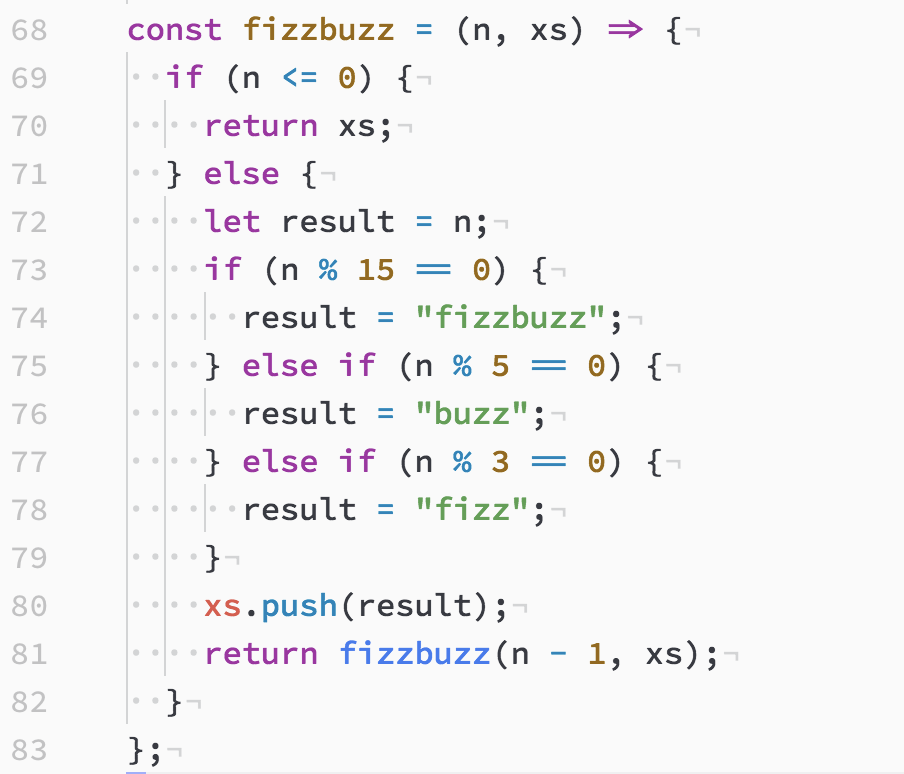 68 const fizzbuzz = (n, xs) => {¬
69 ··if (n <= 0) {¬
70 ····return xs;¬
71 ··} else {¬
72 ····let result = n;¬
73 ····if (n % 15 == 0) {¬
74 ······result = "fizzbuzz";¬
75 ····} else if (n % 5 == 0) {¬
76 ······result = "buzz";¬
77 ····} else if (n % 3 == 0) {¬
78 ······result = "fizz";¬
79 ····}¬
80 ····xs.push(result);¬
81 ····return fizzbuzz(n - 1, xs);¬
82 ··}¬
83 };¬